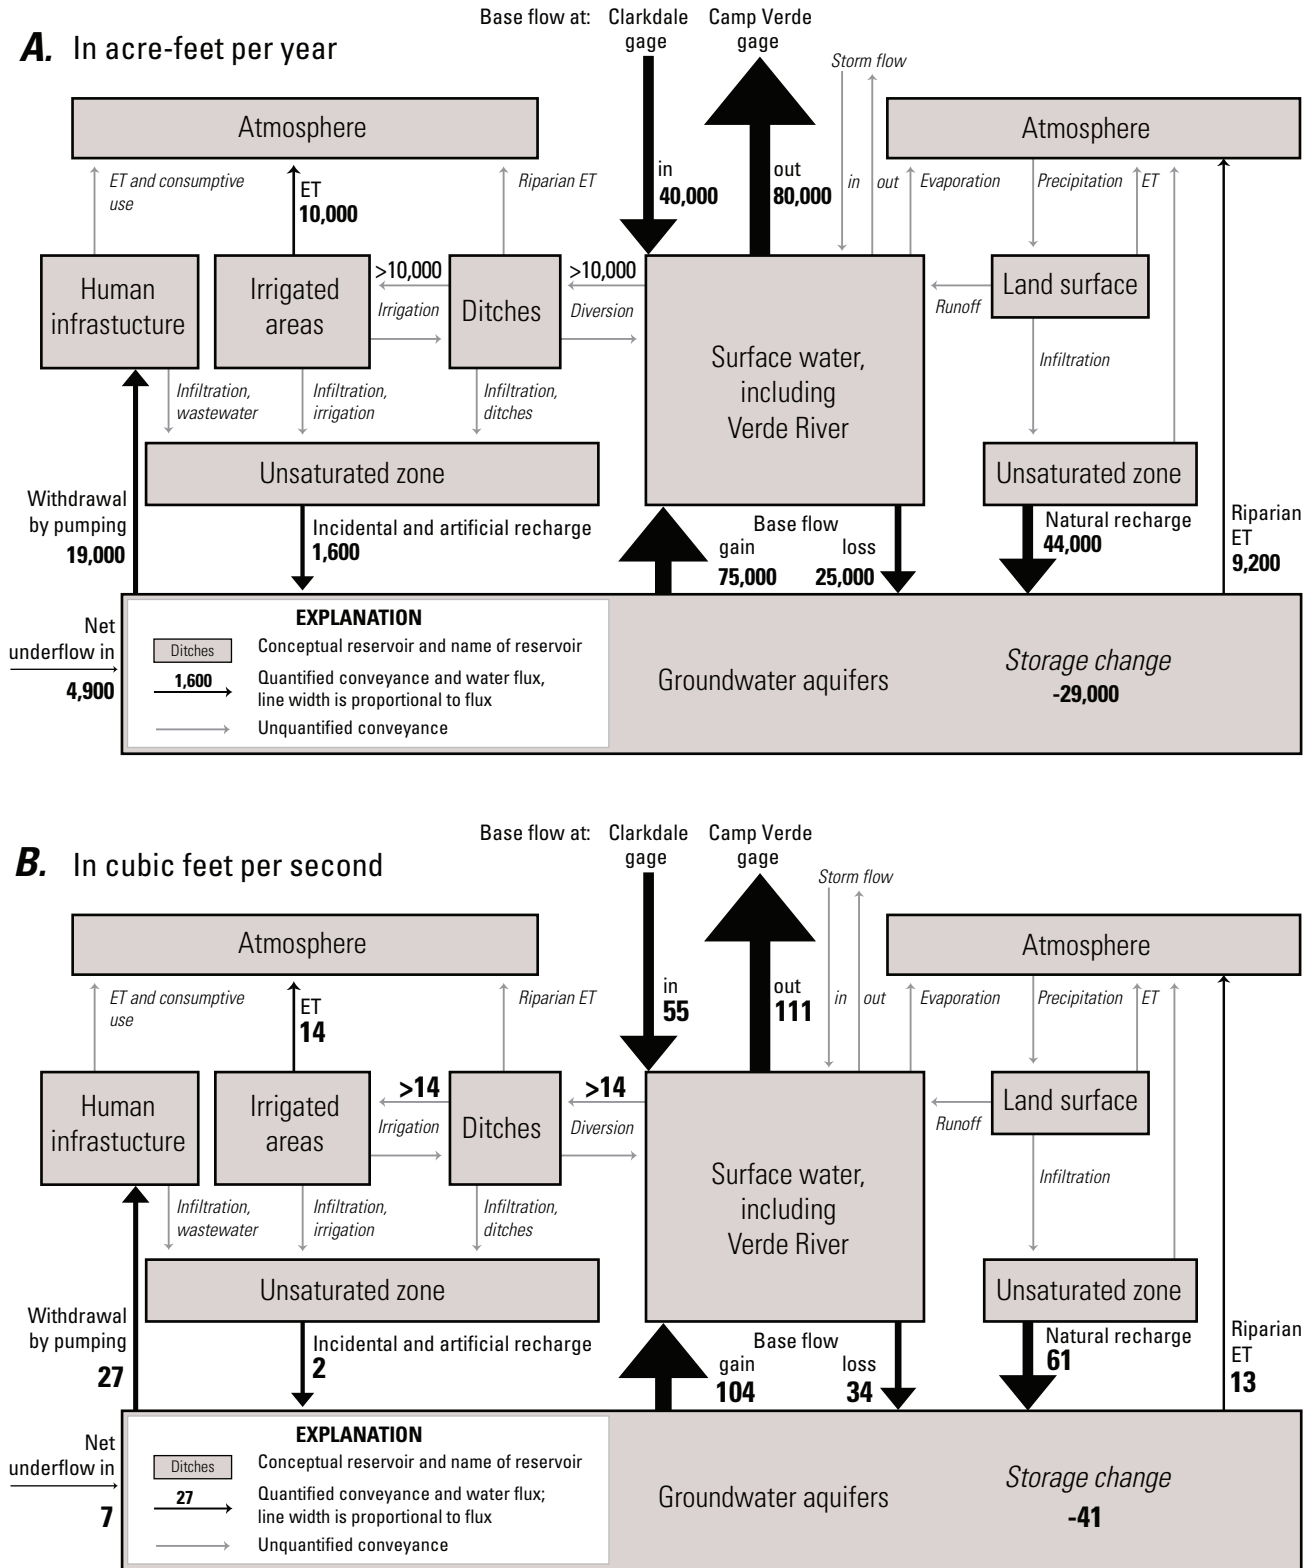 Base flow at:
Clarkdale
gage
Camp Verde
gage
A. In acre-feet per year
Storm flow
Atmosphere
Atmosphere
ET and consumptive
use
ET
10,000
Riparian ET
in
40,000
out
80,000
in
out
Evaporation
Precipitation
ET
Human
infrastucture
Irrigated
areas
>10,000
Irrigation
Ditches
>10,000
Diversion
Surface water,
including
Verde River
Runoff
Land surface
Infiltration
Infiltration,
wastewater
Infiltration,
irrigation
Infiltration,
ditches
Unsaturated zone
Unsaturated zone
Withdrawal
by pumping
19,000
Incidental and artificial recharge
1,600
Base flow
gain
75,000
loss
25,000
Natural recharge
44,000
Riparian
ET
9,200
Net
underflow in
4,900
EXPLANATION
Ditches
Conceptual reservoir and name of reservoir
1,600
Quantified conveyance and water flux,
line width is proportional to flux
Unquantified conveyance
Groundwater aquifers
Storage change
-29,000
Base flow at:
Clarkdale
gage
Camp Verde
gage
B. In cubic feet per second
Storm flow
Atmosphere
Atmosphere
ET and consumptive
use
ET
14
Riparian ET
in
55
out
111
in
out
Evaporation
Precipitation
ET
Human
infrastucture
Irrigated
areas
>14
Irrigation
Ditches
>14
Diversion
Surface water,
including
Verde River
Runoff
Land surface
Infiltration
Infiltration,
wastewater
Infiltration,
irrigation
Infiltration,
ditches
Unsaturated zone
Unsaturated zone
Withdrawal
by pumping
27
Incidental and artificial recharge
2
Base flow
gain
104
loss
34
Natural recharge
61
Riparian
ET
13
Net
underflow in
7
EXPLANATION
Ditches
Conceptual reservoir and name of reservoir
27
Quantified conveyance and water flux;
line width is proportional to flux
Unquantified conveyance
Groundwater aquifers
Storage change
-41